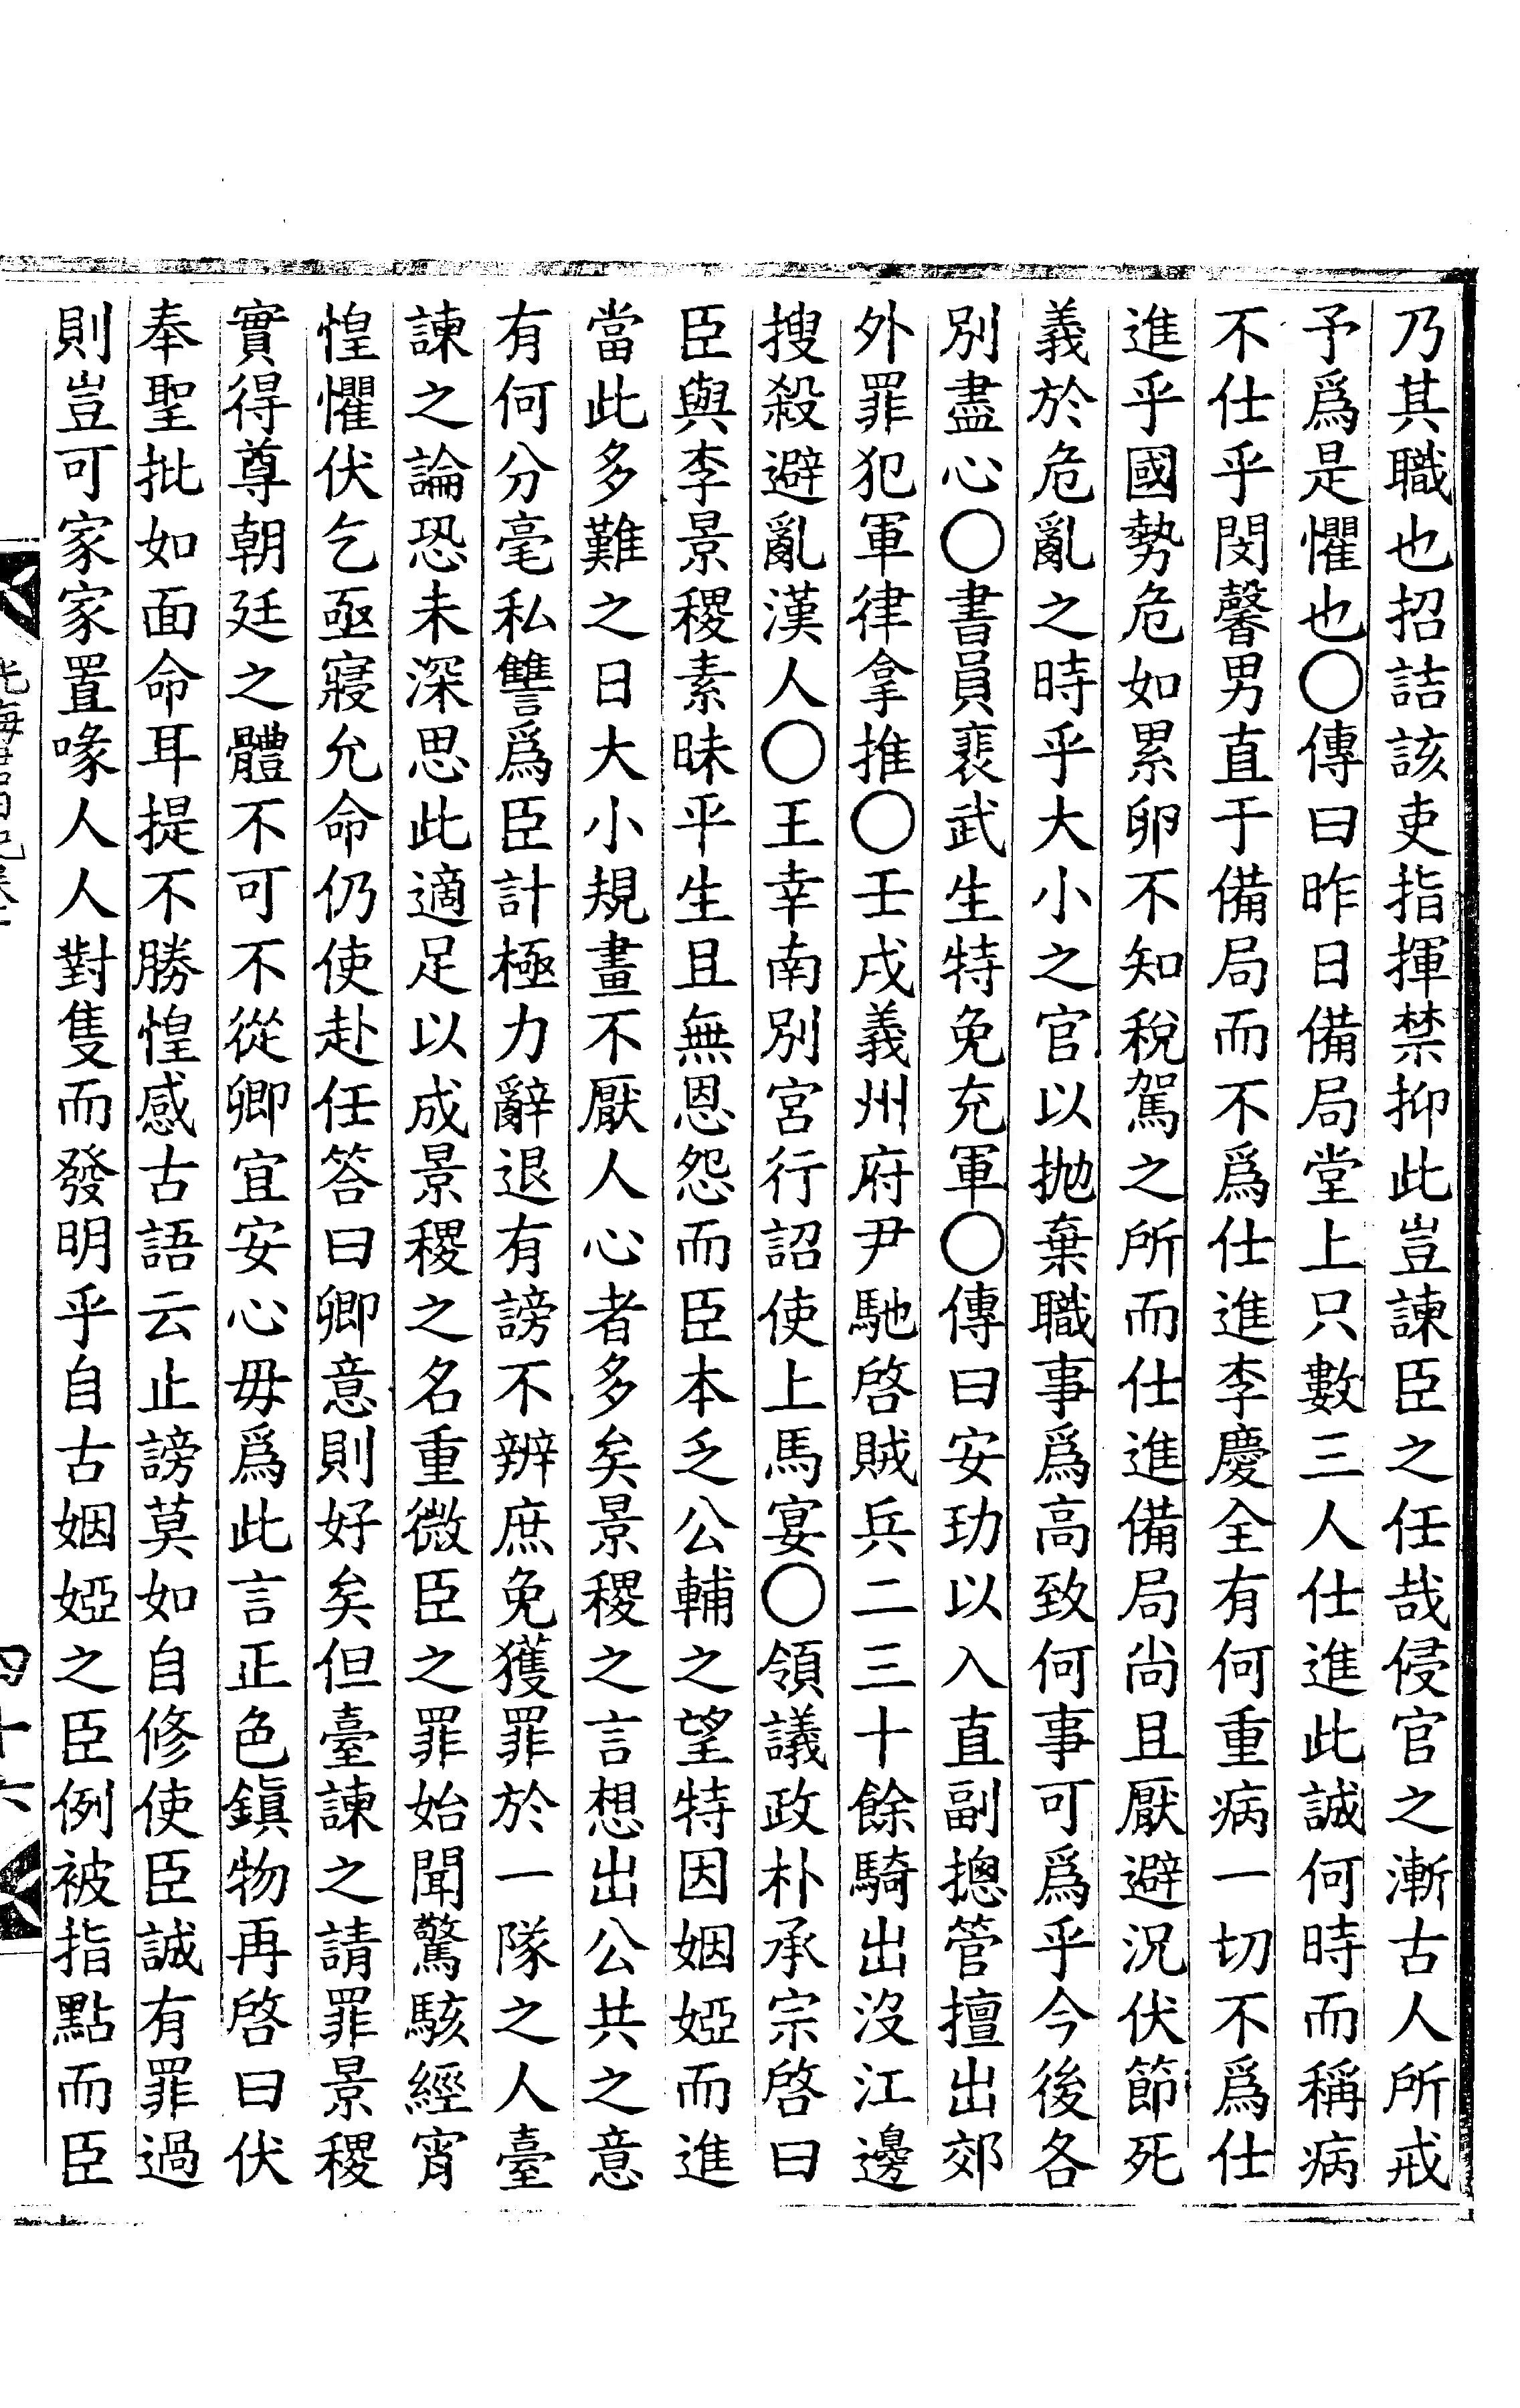 乃其職也招詰該吏指揮禁抑此豈諫臣之任哉侵官之漸古人所戒
予爲是懼也○傳曰昨日備局堂上只數三人仕進此誠何時而稱病
不仕乎閔馨男直于備局而不爲仕進李慶全有何重病一切不爲仕
進乎國勢危如累卵不知稅駕之所而仕進備局尙且厭避況伏節死
義於危亂之時乎大小之官以抛棄職事爲高致何事可爲乎今後各
別盡心○書員裵武生特免充軍○傳曰安玏以入直副摠管擅出郊
外罪犯軍律拿推○壬戌義州府尹馳啓賊兵二三十餘騎出沒江邊
搜殺避亂漢人○王幸南別宮行詔使上馬宴○領議政朴承宗啓曰
臣與李景稷素昧平生且無恩怨而臣本乏公輔之望特因姻婭而進
當此多難之日大小規畫不厭人心者多矣景稷之言想出公共之意
有何分毫私讐爲臣計極力辭退有謗不辨庶免獲罪於一隊之人臺
諫之論恐未深思此適足以成景稷之名重微臣之罪始聞驚駭經宵
惶懼伏乞亟寢允命仍使赴任答曰卿意則好矣但臺諫之請罪景稷
實得尊朝廷之體不可不從卿宜安心毋爲此言正色鎭物再啓曰伏
奉聖批如面命耳提不勝惶感古語云止謗莫如自修使臣誠有罪過
則豈可家家置喙人人對隻而發明乎自古姻婭之臣例被指點而臣
四十六